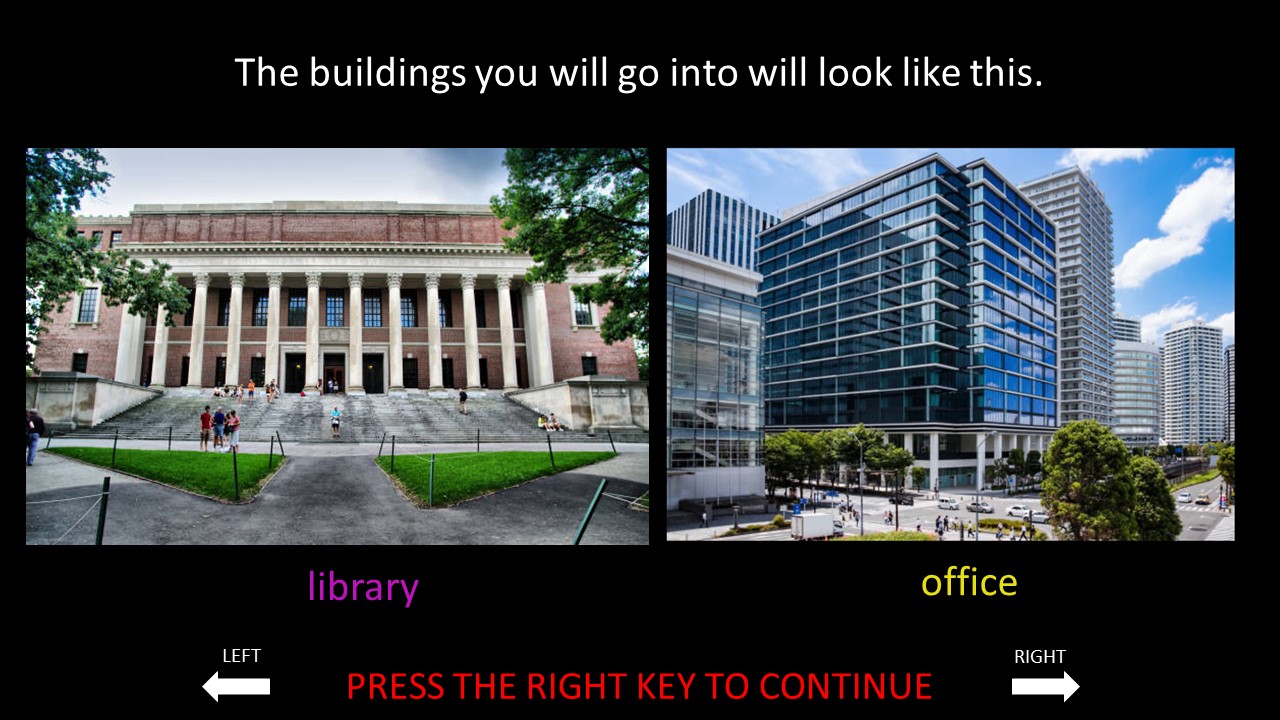 The buildings you will go into will look like this.
library
office
LEFT
RIGHT
PRESS THE RIGHT KEY TO CONTINUE